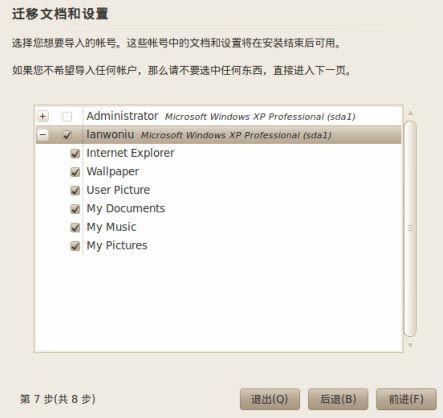 迁移文档和设置
选择您想要导入的帐号。这些帐号中的文档和设置将在安装结束后可用。
如果您不希望导入任何帐户，那么请不要选中任何东西，直接进入下一页。
Administrator Microsoft Windows XP Professional (sda1)
lanwoniu Microsoft Windows XP Professional (sda1)
Internet Explorer
Wallpaper
User Picture
My Documents
My Music
My Pictures
第 7 步(共 8 步)
退出(Q) 后退(B) 前进(F)